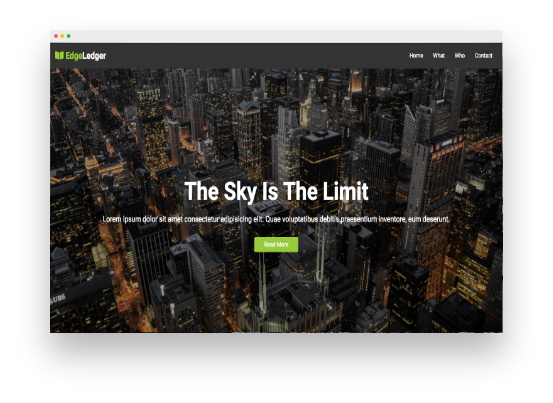 EdgeLedger
Home What Who Contact
The Sky Is The Limit
Lorem ipsum dolor sit amet consectetur adipisicing elit. Quae voluptatibus debitis praesentium inventore, eum deserunt.
Read More